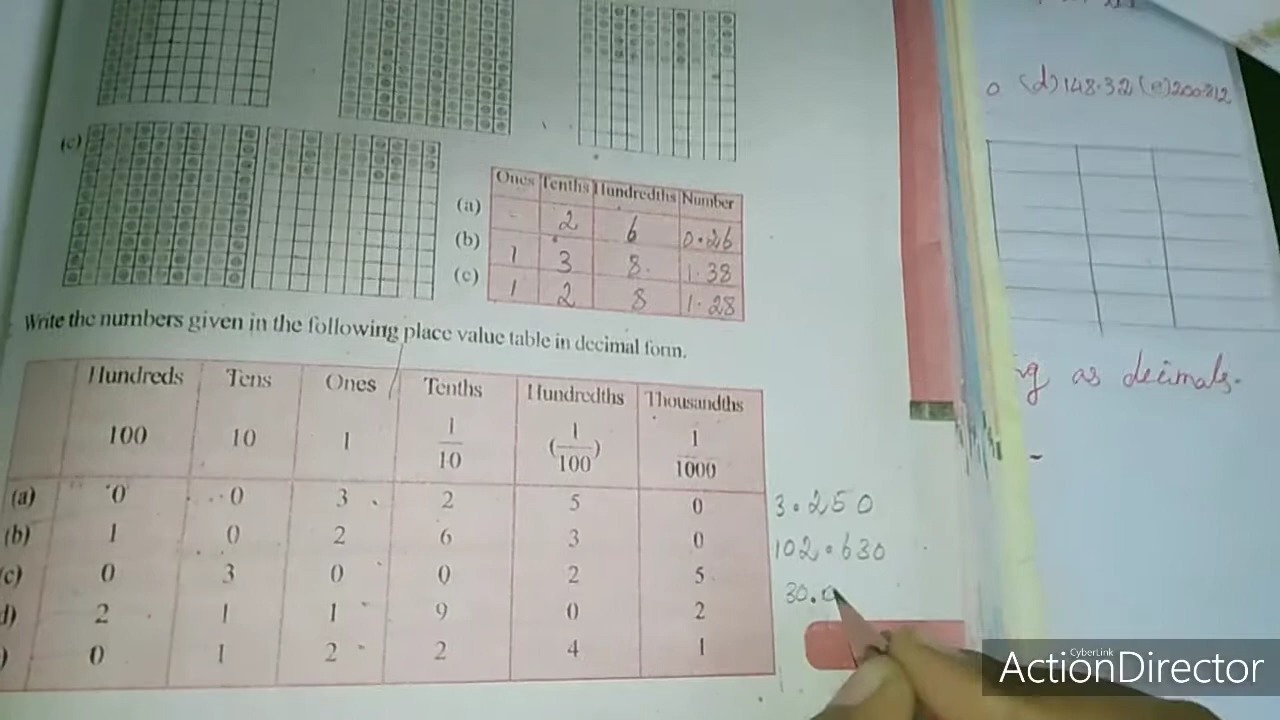 0 (d) 148.32 (e) 200.812
(c)
Ones Tenths Hundredths Number
(a) - 2 6 0.26
(b) 1 3 8 1.38
(c) 1 2 8 1.28
Write the numbers given in the following place value table in decimal form.
ng as decimals.
Hundreds Tens Ones Tenths Hundredths Thousandths
100 10 1 1/10 (1/100) 1/1000
(a) 0 0 3 2 5 0 3.250
(b) 1 0 2 6 3 0 102.630
(c) 0 3 0 0 2 5 30.0
d) 2 1 1 9 0 2
) 0 1 2 2 4 1
CyberLink
ActionDirector